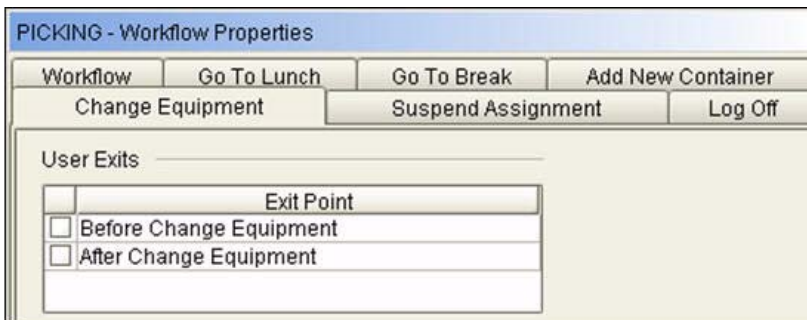 PICKING - Workflow Properties
Workflow Go To Lunch Go To Break Add New Container
Change Equipment Suspend Assignment Log Off
User Exits
Exit Point
Before Change Equipment
After Change Equipment